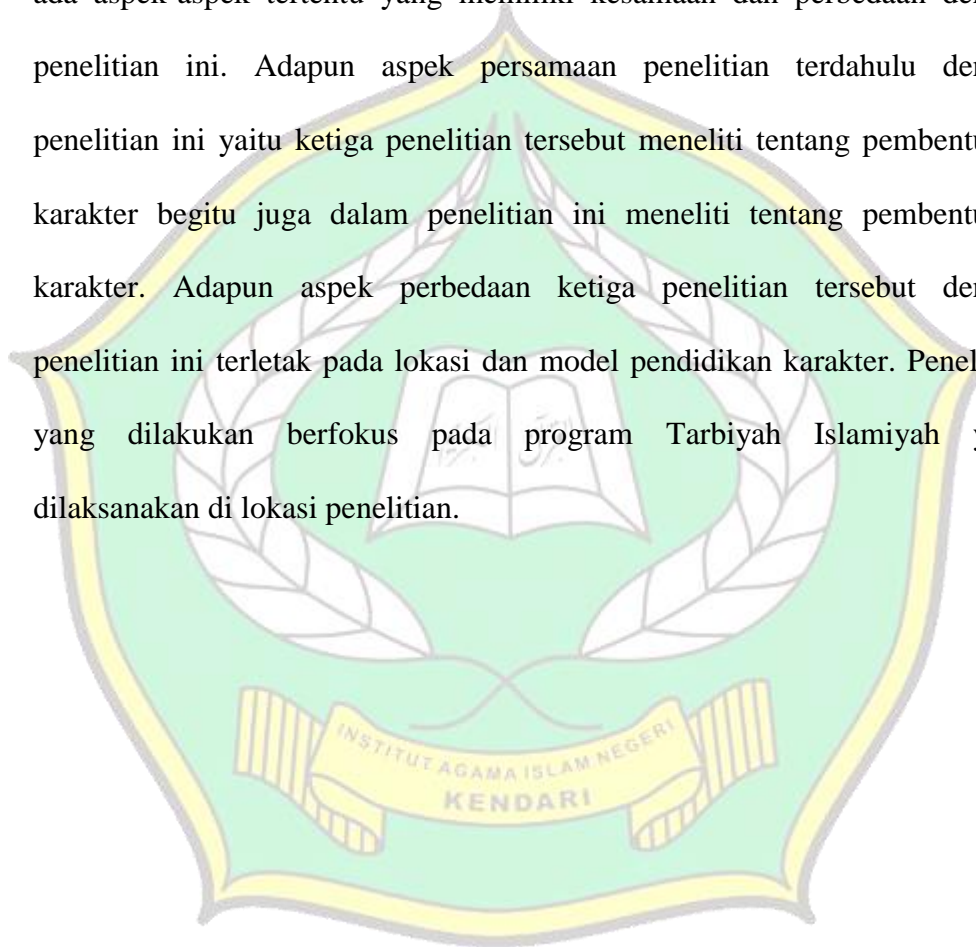 ada aspek-aspek tertentu yang memiliki kesamaan dan perbedaan
penelitian ini. Adapun aspek persamaan penelitian terdahulu
penelitian ini yaitu ketiga penelitian tersebut meneliti tentang
karakter begitu juga dalam penelitian ini meneliti tentang
karakter. Adapun aspek perbedaan ketiga penelitian tersebut
penelitian ini terletak pada lokasi dan model pendidikan karakter.
yang dilakukan berfokus pada program Tarbiyah Islamiyah
dilaksanakan di lokasi penelitian.
INSTITUT AGAMA ISLAM NEGERI
KENDARI